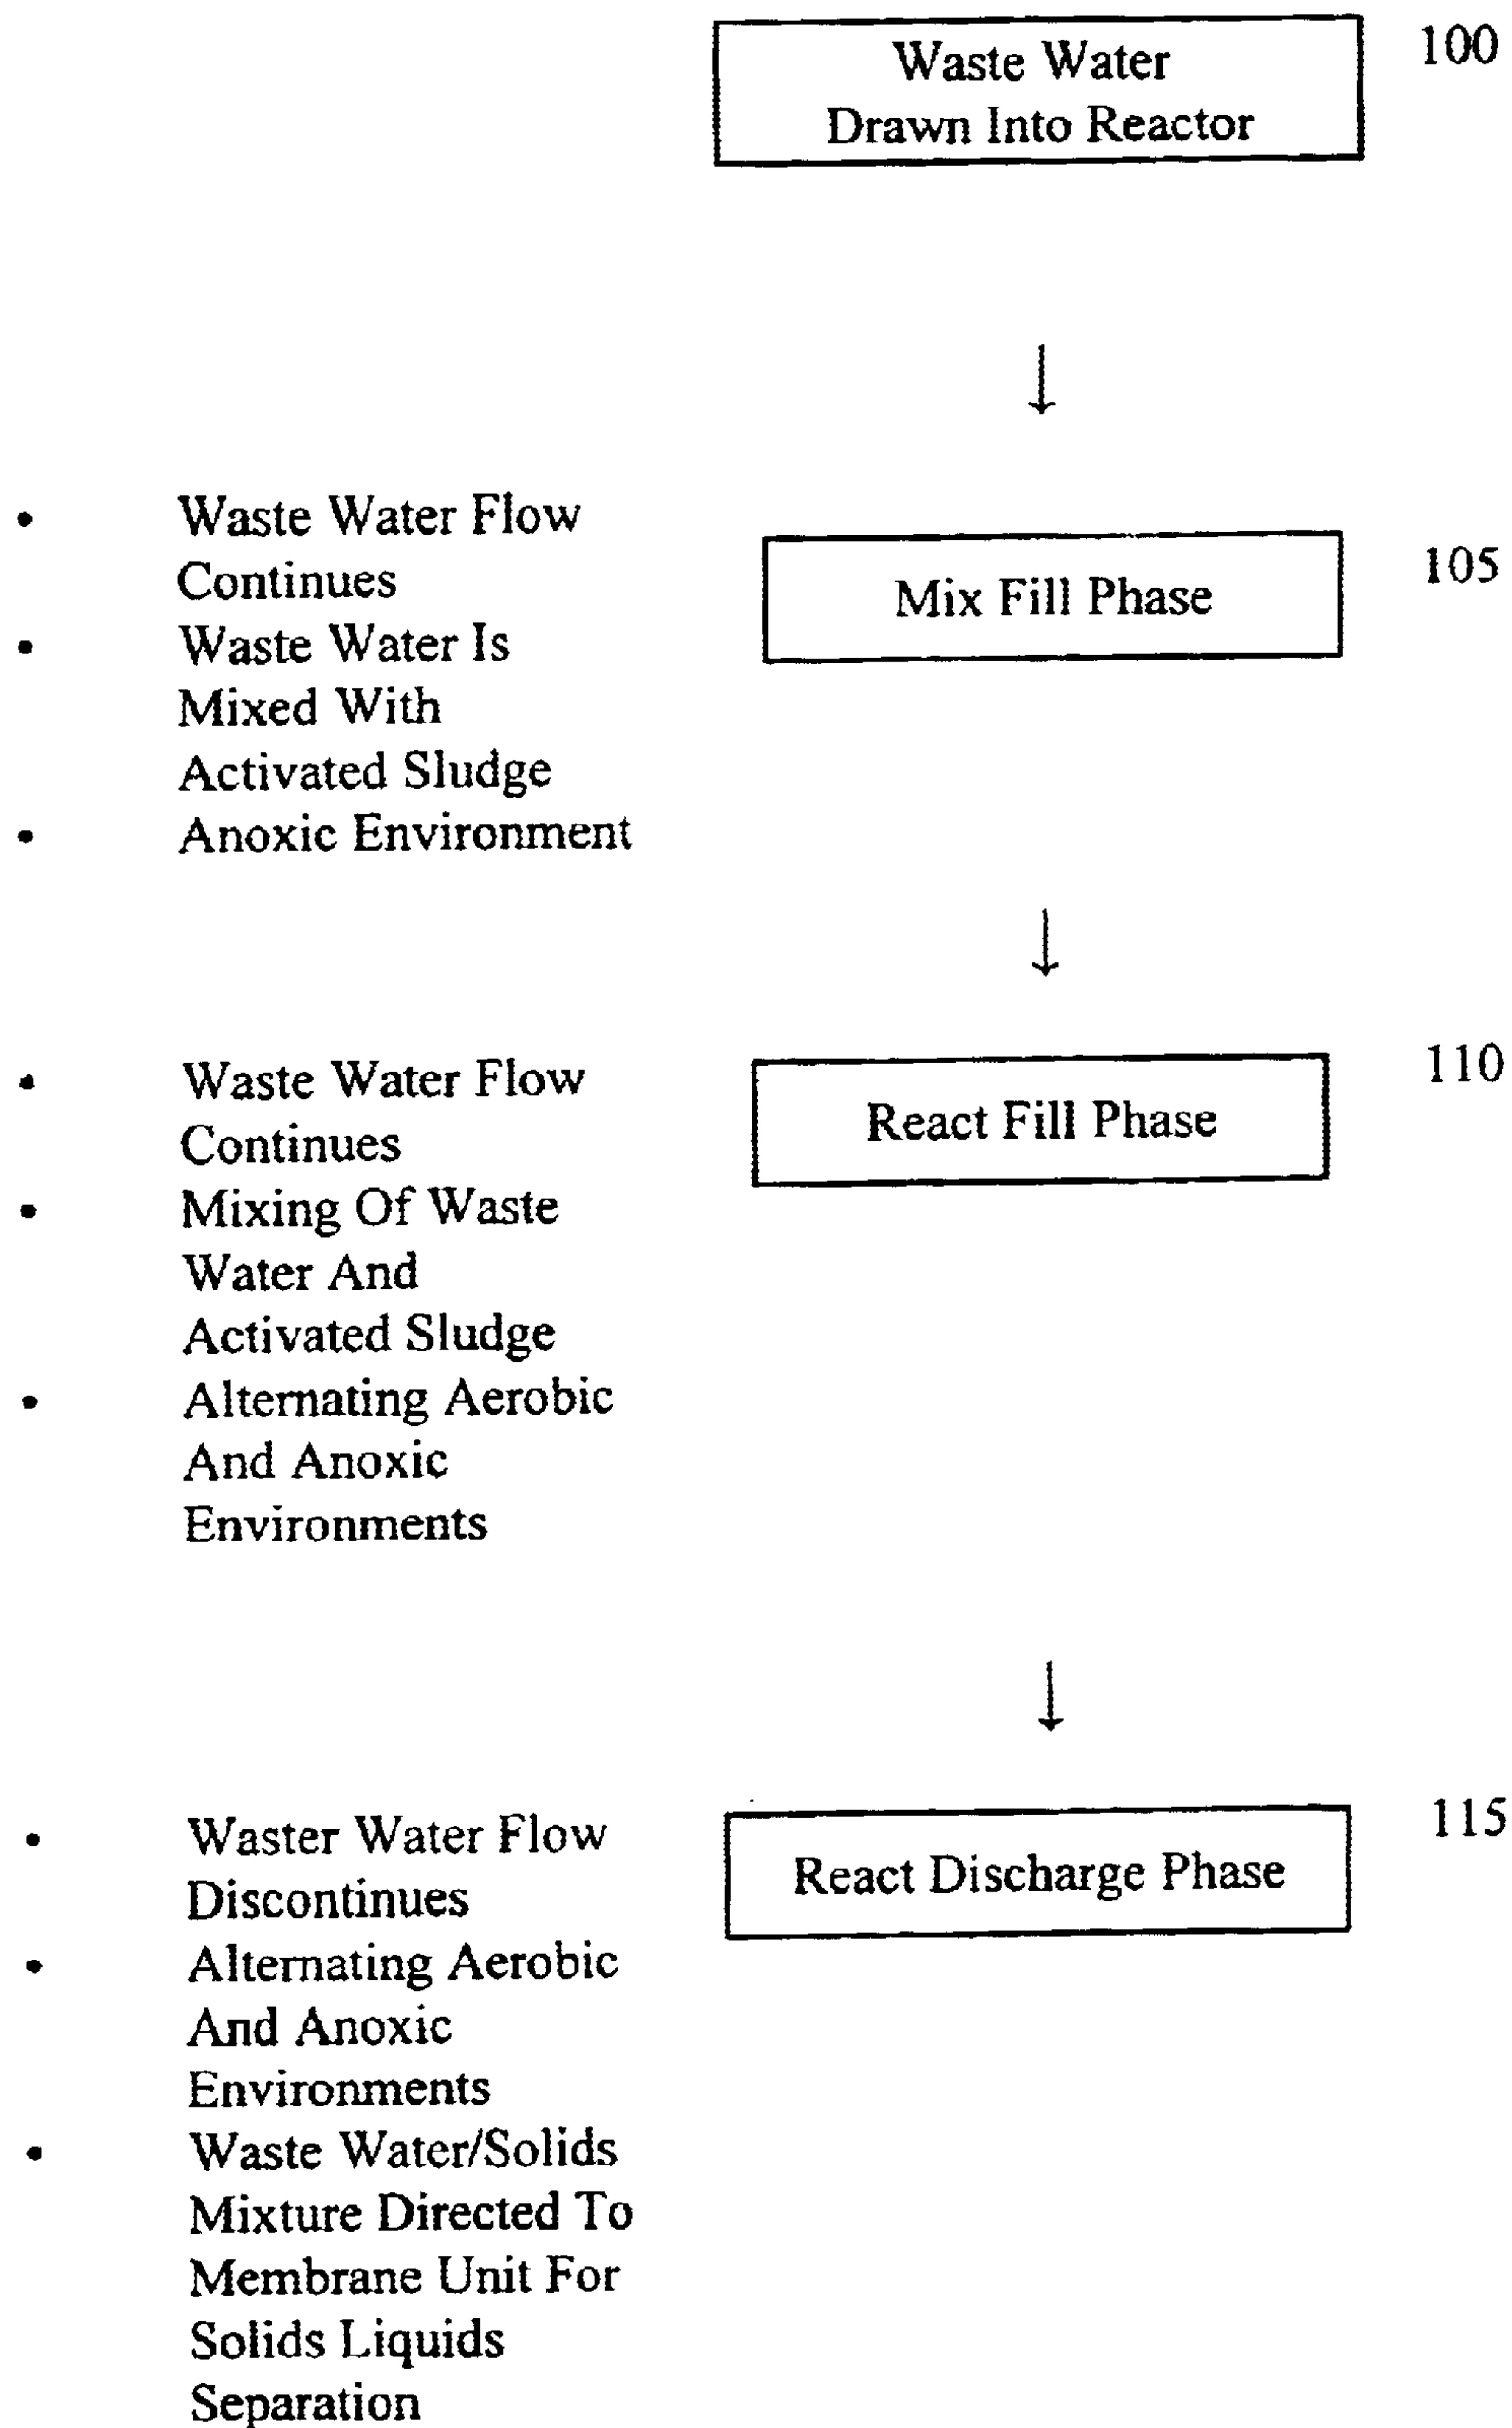 Waste Water
Drawn Into Reactor
100
↓
• Waste Water Flow
Continues
• Waste Water Is
Mixed With
Activated Sludge
• Anoxic Environment
Mix Fill Phase
105
↓
• Waste Water Flow
Continues
• Mixing Of Waste
Water And
Activated Sludge
• Alternating Aerobic
And Anoxic
Environments
React Fill Phase
110
↓
• Waster Water Flow
Discontinues
• Alternating Aerobic
And Anoxic
Environments
• Waste Water/Solids
Mixture Directed To
Membrane Unit For
Solids Liquids
Separation
React Discharge Phase
115